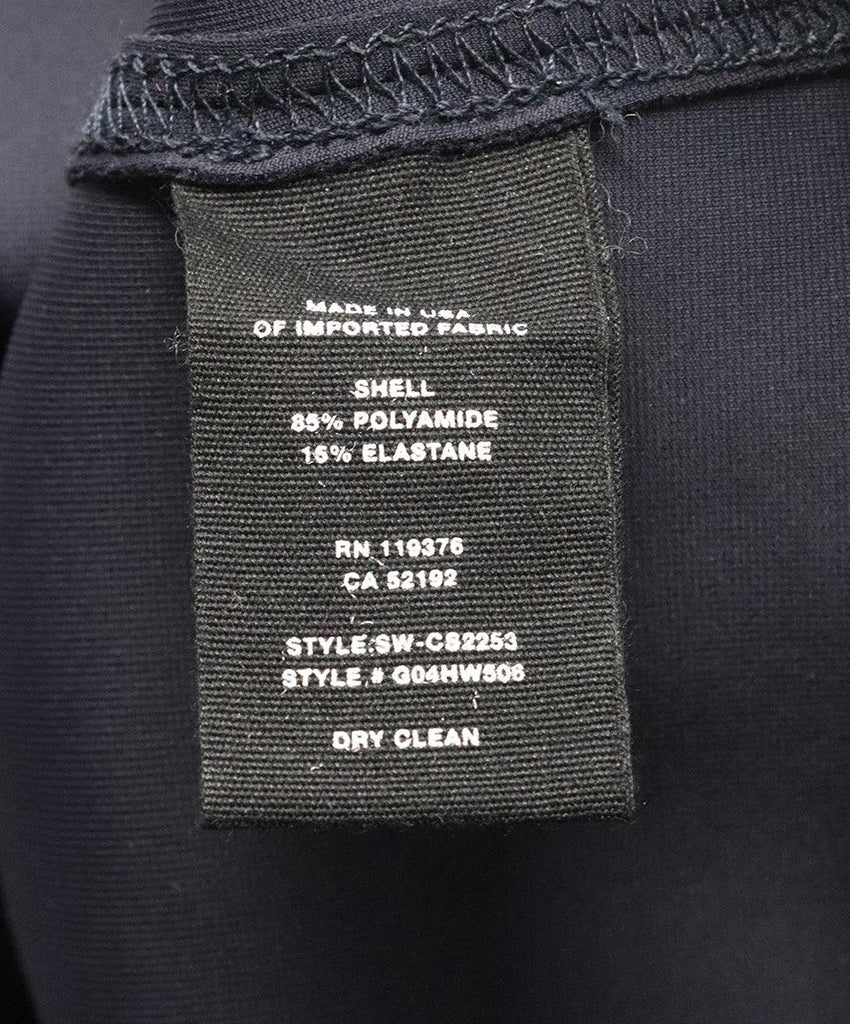 MADE IN USA
OF IMPORTED FABRIC
SHELL
85% POLYAMIDE
15% ELASTANE
RN 119376
CA 52192
STYLE:SW-CS2253
STYLE # G04HW506
DRY CLEAN